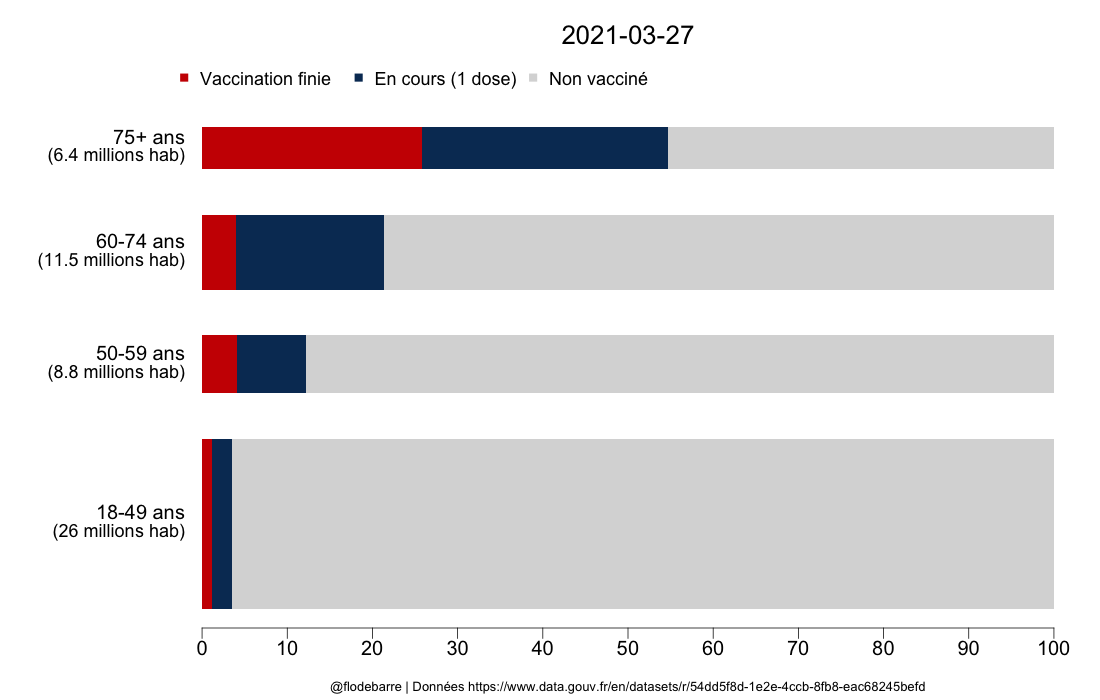 2021-03-27
Vaccination finie En cours (1 dose) Non vacciné
75+ ans
(6.4 millions hab)
60-74 ans
(11.5 millions hab)
50-59 ans
(8.8 millions hab)
18-49 ans
(26 millions hab)
0 10 20 30 40 50 60 70 80 90 100
@flodebarre | Données https://www.data.gouv.fr/en/datasets/r/54dd5f8d-1e2e-4ccb-8fb8-eac68245befd